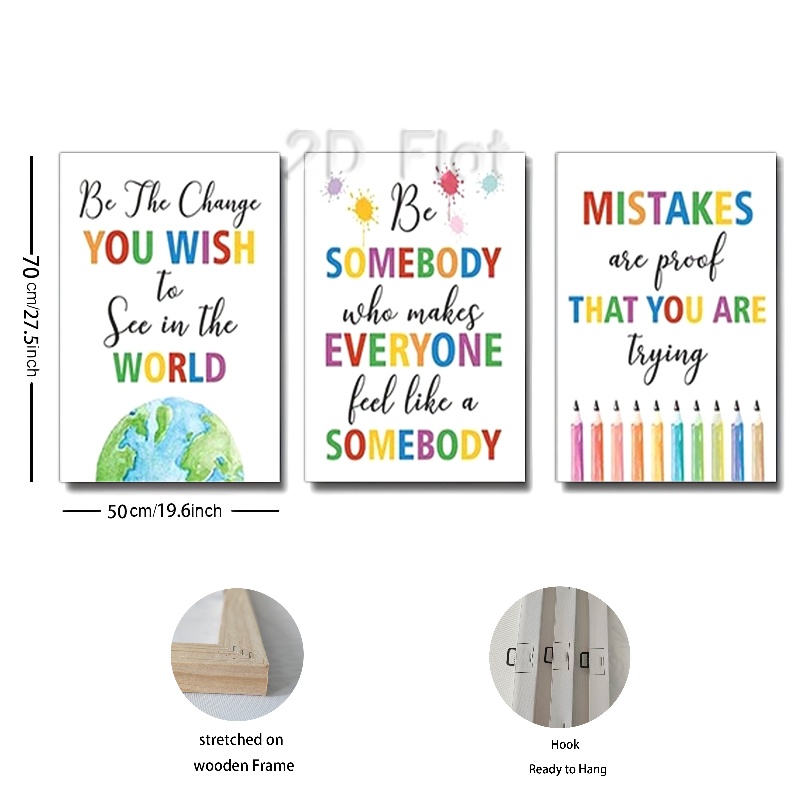 2D Flat
Be The Change
YOU WISH
to
See in the
WORLD
Be
SOMEBODY
who makes
EVERYONE
feel like a
SOMEBODY
MISTAKES
are proof
THAT YOU ARE
trying
70 cm/27.5inch
50 cm/19.6inch
stretched on
wooden Frame
Hook
Ready to Hang